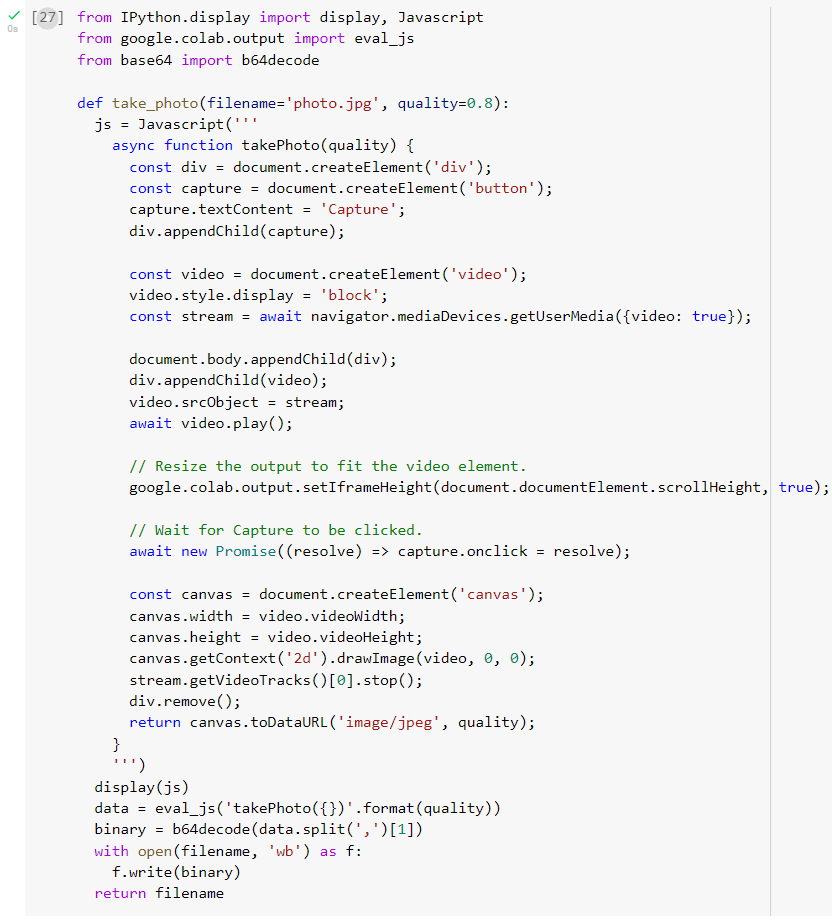 [27] from IPython.display import display, Javascript
0s
from google.colab.output import eval_js
from base64 import b64decode

def take_photo(filename='photo.jpg', quality=0.8):
  js = Javascript('''
    async function takePhoto(quality) {
      const div = document.createElement('div');
      const capture = document.createElement('button');
      capture.textContent = 'Capture';
      div.appendChild(capture);

      const video = document.createElement('video');
      video.style.display = 'block';
      const stream = await navigator.mediaDevices.getUserMedia({video: true});

      document.body.appendChild(div);
      div.appendChild(video);
      video.srcObject = stream;
      await video.play();

      // Resize the output to fit the video element.
      google.colab.output.setIframeHeight(document.documentElement.scrollHeight, true);

      // Wait for Capture to be clicked.
      await new Promise((resolve) => capture.onclick = resolve);

      const canvas = document.createElement('canvas');
      canvas.width = video.videoWidth;
      canvas.height = video.videoHeight;
      canvas.getContext('2d').drawImage(video, 0, 0);
      stream.getVideoTracks()[0].stop();
      div.remove();
      return canvas.toDataURL('image/jpeg', quality);
    }
    ''')
  display(js)
  data = eval_js('takePhoto({})'.format(quality))
  binary = b64decode(data.split(',')[1])
  with open(filename, 'wb') as f:
    f.write(binary)
  return filename